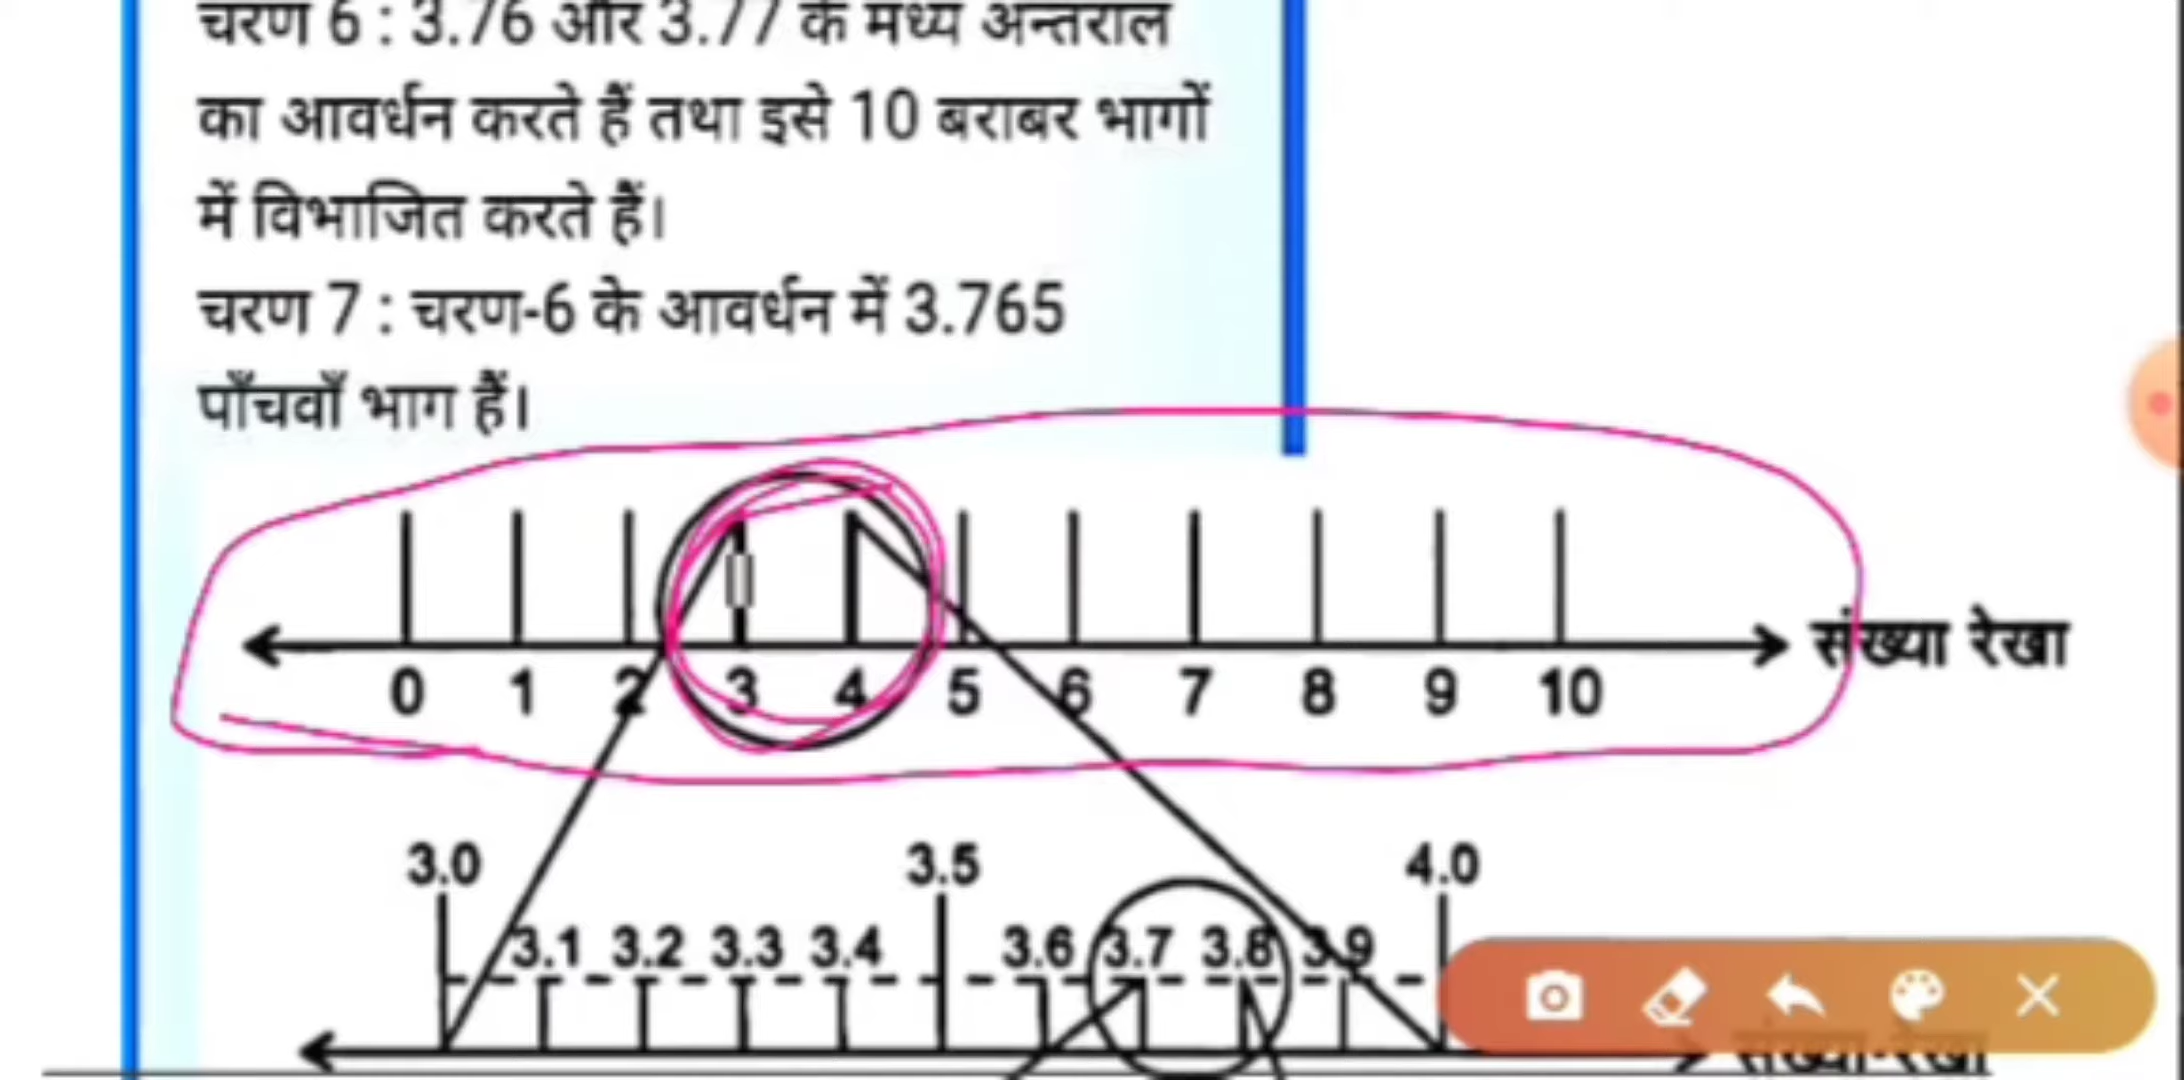 चरण 6 : 3.76 और 3.77 के मध्य अन्तराल
का आवर्धन करते हैं तथा इसे 10 बराबर भागों
में विभाजित करते हैं।
चरण 7 : चरण-6 के आवर्धन में 3.765
पाँचवाँ भाग हैं।
0 1 2 3 4 5 6 7 8 9 10 संख्या रेखा
3.0 3.5 4.0
3.1 3.2 3.3 3.4 3.6 3.7 3.8 3.9
संख्या-रेखा